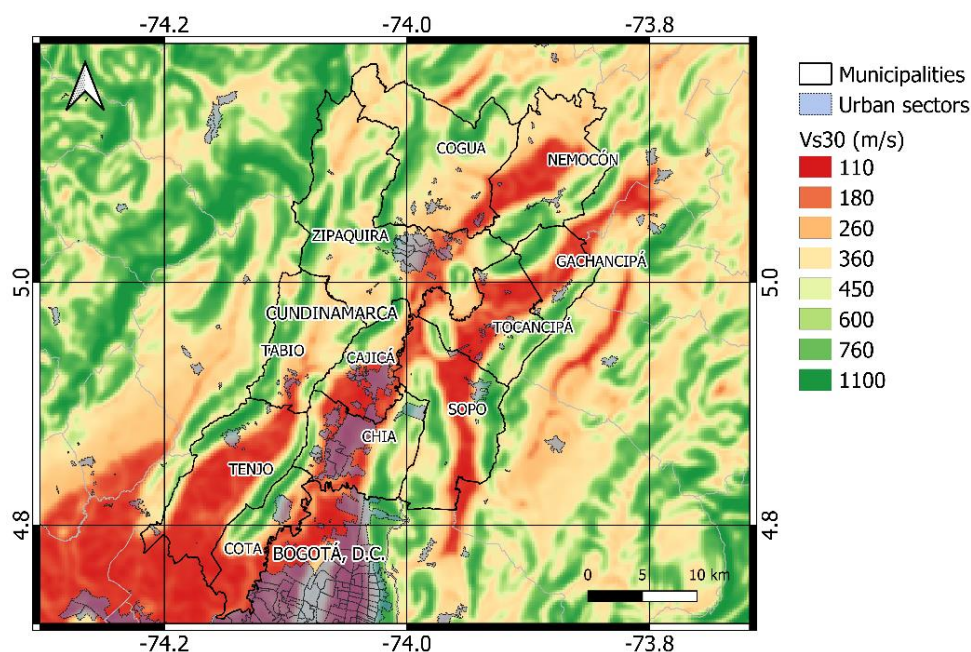 -74.2
-74.0
-73.8
Municipalities
Urban sectors
Vs30 (m/s)
110
180
260
360
450
600
760
1100
COGUA
NEMOCÓN
ZIPAQUIRA
GACHANCIPÁ
5.0
5.0
CUNDINAMARCA
TOCANCIPÁ
TABIO
CAJICÁ
SOPO
CHIA
TENJO
4.8
4.8
COTA
BOGOTÁ, D.C.
0 5 10 km
-74.2
-74.0
-73.8